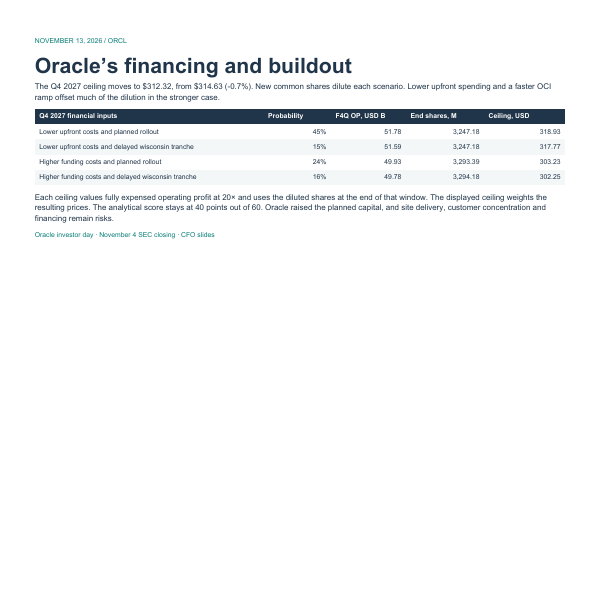 NOVEMBER 13, 2026 / ORCL
Oracle’s financing and buildout
The Q4 2027 ceiling moves to $312.32, from $314.63 (-0.7%). New common shares dilute each scenario. Lower upfront spending and a faster OCI
ramp offset much of the dilution in the stronger case.
Q4 2027 financial inputs Probability F4Q OP, USD B End shares, M Ceiling, USD
Lower upfront costs and planned rollout 45% 51.78 3,247.18 318.93
Lower upfront costs and delayed wisconsin tranche 15% 51.59 3,247.18 317.77
Higher funding costs and planned rollout 24% 49.93 3,293.39 303.23
Higher funding costs and delayed wisconsin tranche 16% 49.78 3,294.18 302.25
Each ceiling values fully expensed operating profit at 20× and uses the diluted shares at the end of that window. The displayed ceiling weights the
resulting prices. The analytical score stays at 40 points out of 60. Oracle raised the planned capital, and site delivery, customer concentration and
financing remain risks.
Oracle investor day · November 4 SEC closing · CFO slides